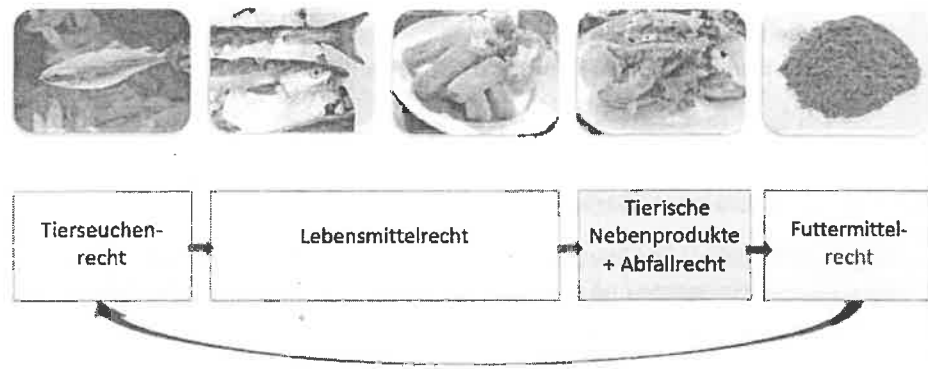 Tierseuchen-
recht
Lebensmittelrecht
Tierische
Nebenprodukte
+ Abfallrecht
Futtermittel-
recht